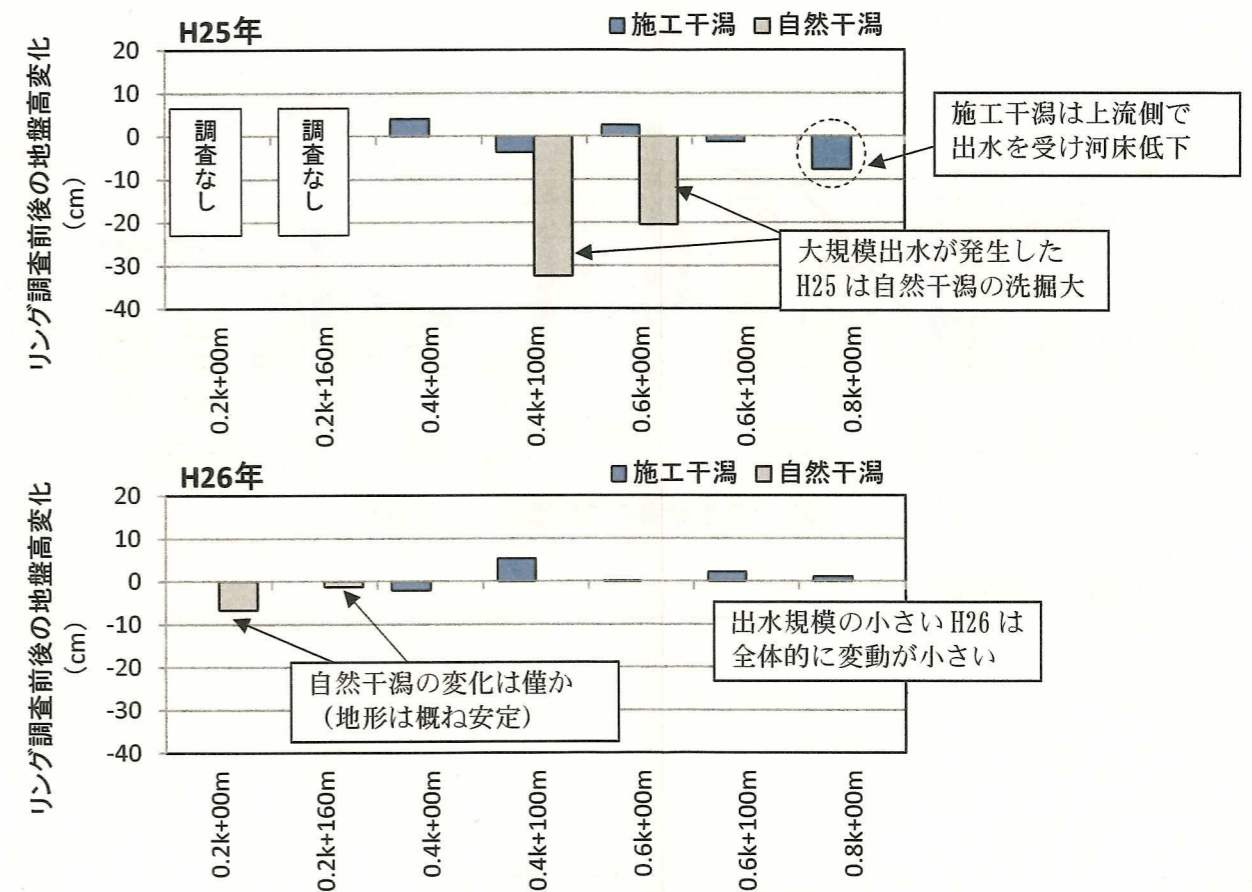 H25年
■施工干潟 □自然干潟
リング調査前後の地盤高変化
(cm)
20
10
0
-10
-20
-30
-40
調査なし
調査なし
施工干潟は上流側で
出水を受け河床低下
大規模出水が発生した
H25 は自然干潟の洗掘大
0.2k+00m
0.2k+160m
0.4k+00m
0.4k+100m
0.6k+00m
0.6k+100m
0.8k+00m
H26年
■施工干潟 □自然干潟
リング調査前後の地盤高変化
(cm)
20
10
0
-10
-20
-30
-40
出水規模の小さい H26 は
全体的に変動が小さい
自然干潟の変化は僅か
（地形は概ね安定）
0.2k+00m
0.2k+160m
0.4k+00m
0.4k+100m
0.6k+00m
0.6k+100m
0.8k+00m